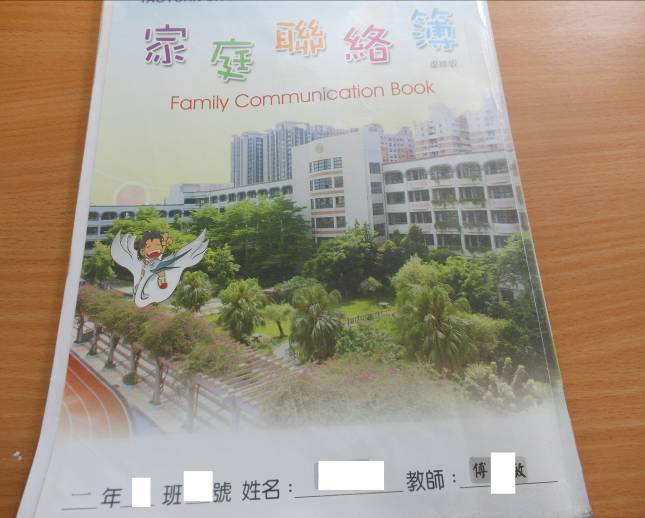 家庭聯絡簿
Family Communication Book
二年 班 號 姓名: 教師: 傅 敏